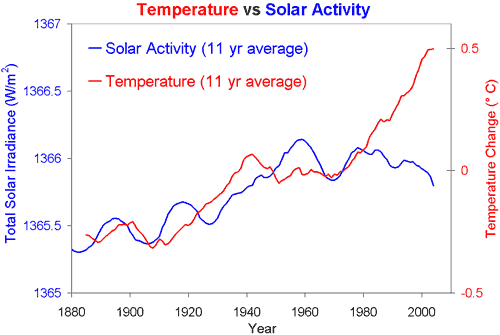 Temperature vs Solar Activity
Solar Activity (11 yr average)
Temperature (11 yr average)
Total Solar Irradiance (W/m²)
1367
1366.5
1366
1365.5
1365
Temperature Change (° C)
0.5
0
-0.5
1880 1900 1920 1940 1960 1980 2000
Year